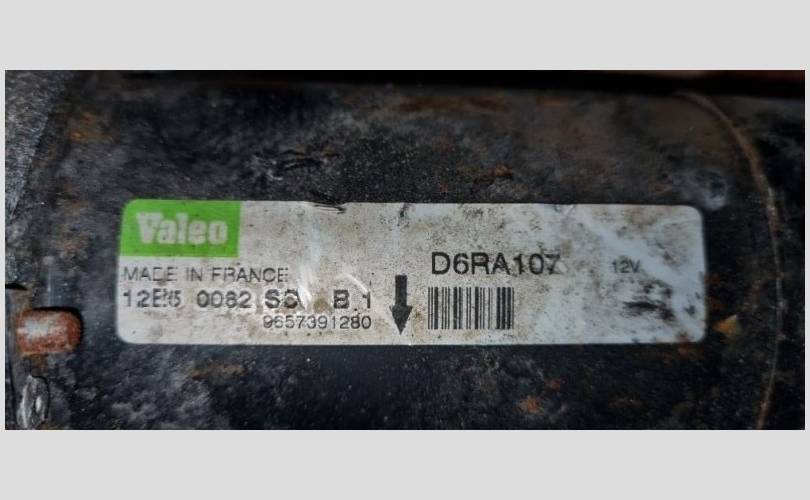 Valeo
MADE IN FRANCE
D6RA107 12V
0082 B 1
9657391280